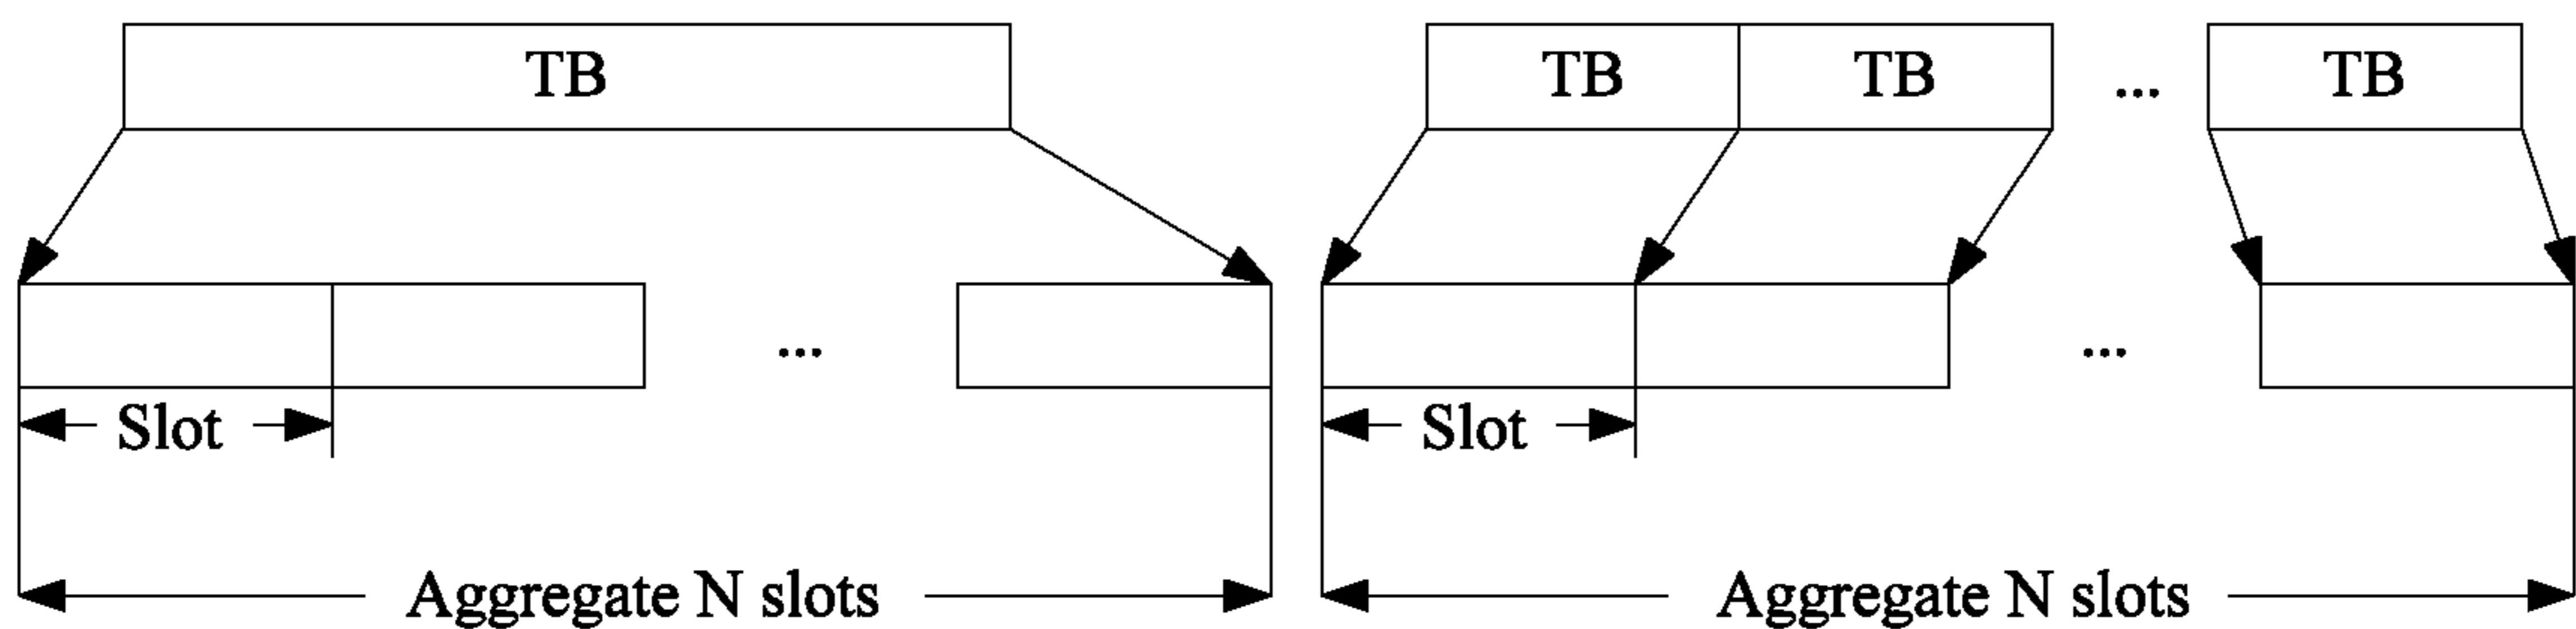 TB TB TB ... TB
... ...
Slot Slot
Aggregate N slots Aggregate N slots